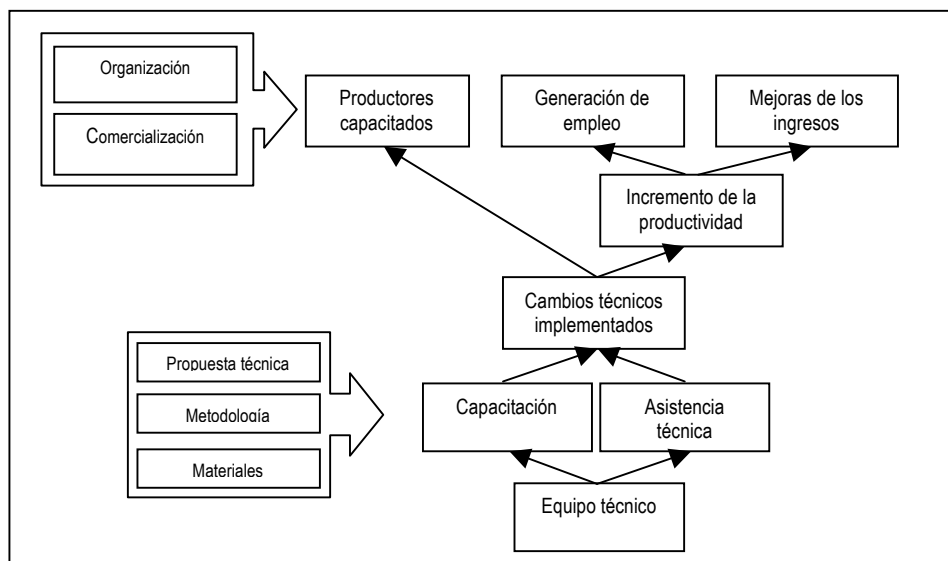 Organización
Comercialización
Productores
capacitados
Generación de
empleo
Mejoras de los
ingresos
Incremento de la
productividad
Cambios técnicos
implementados
Propuesta técnica
Metodología
Materiales
Capacitación
Asistencia
técnica
Equipo técnico